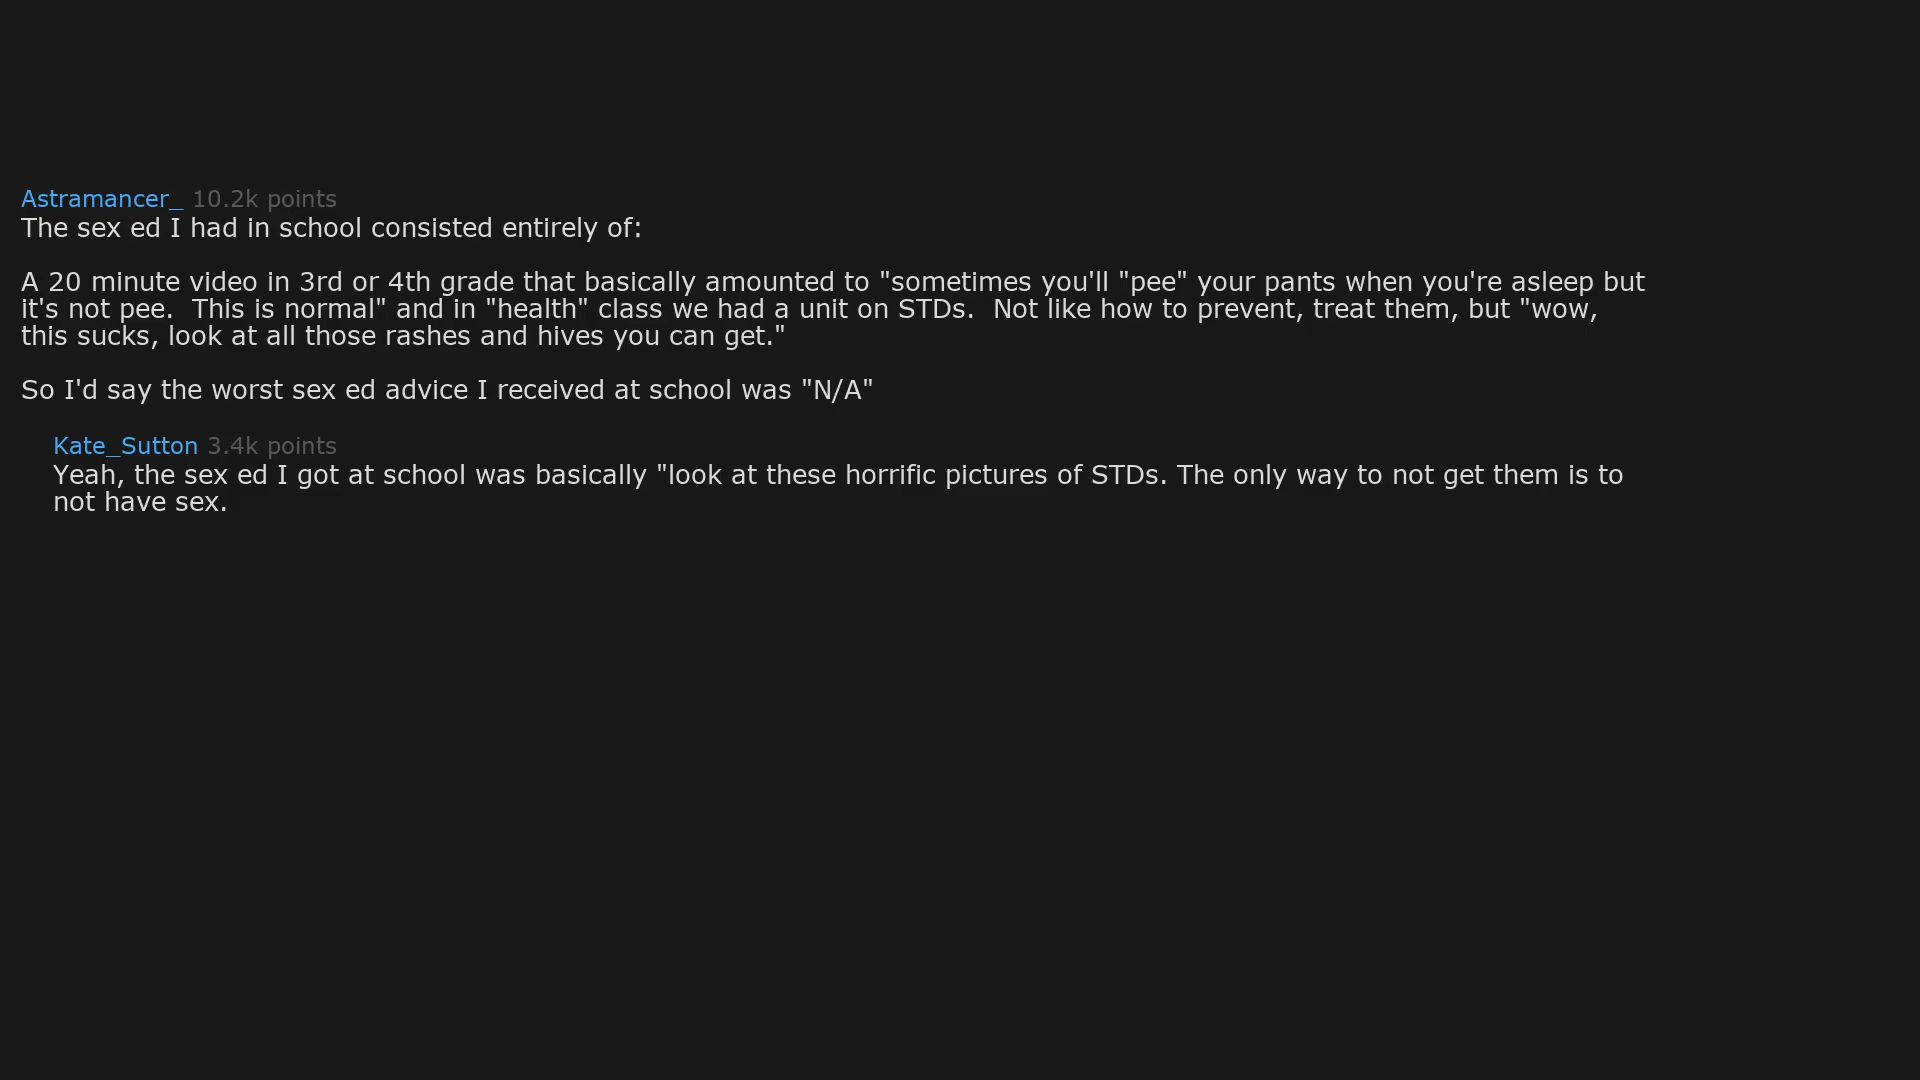 Astramancer_ 10.2k points
The sex ed I had in school consisted entirely of:
A 20 minute video in 3rd or 4th grade that basically amounted to "sometimes you'll "pee" your pants when you're asleep but
it's not pee.  This is normal" and in "health" class we had a unit on STDs.  Not like how to prevent, treat them, but "wow,
this sucks, look at all those rashes and hives you can get."
So I'd say the worst sex ed advice I received at school was "N/A"
Kate_Sutton 3.4k points
Yeah, the sex ed I got at school was basically "look at these horrific pictures of STDs. The only way to not get them is to
not have sex.